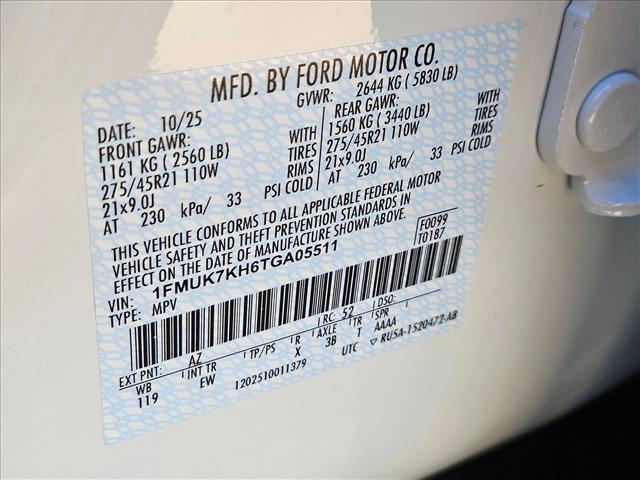 MFD. BY FORD MOTOR CO.
DATE: 10/25 GVWR: 2644 KG ( 5830 LB)
FRONT GAWR: WITH REAR GAWR: WITH
1161 KG ( 2560 LB) TIRES 1560 KG ( 3440 LB) TIRES
275/45R21 110W RIMS 275/45R21 110W RIMS
21x9.0J PSI COLD 21x9.0J PSI COLD
AT 230 kPa/ 33 AT 230 kPa/ 33
THIS VEHICLE CONFORMS TO ALL APPLICABLE FEDERAL MOTOR
VEHICLE SAFETY AND THEFT PREVENTION STANDARDS IN
EFFECT ON THE DATE OF MANUFACTURE SHOWN ABOVE.
F0099
T0187
VIN: 1FMUK7KH6TGA05511
TYPE: MPV
EXT PNT: AZ RC: 52 DSO:
WB INT TR TP/PS R AXLE TR SPR
119 EW X 3B T AAAA
1202510011379 UTC ▽ RU5A-1520472-AB